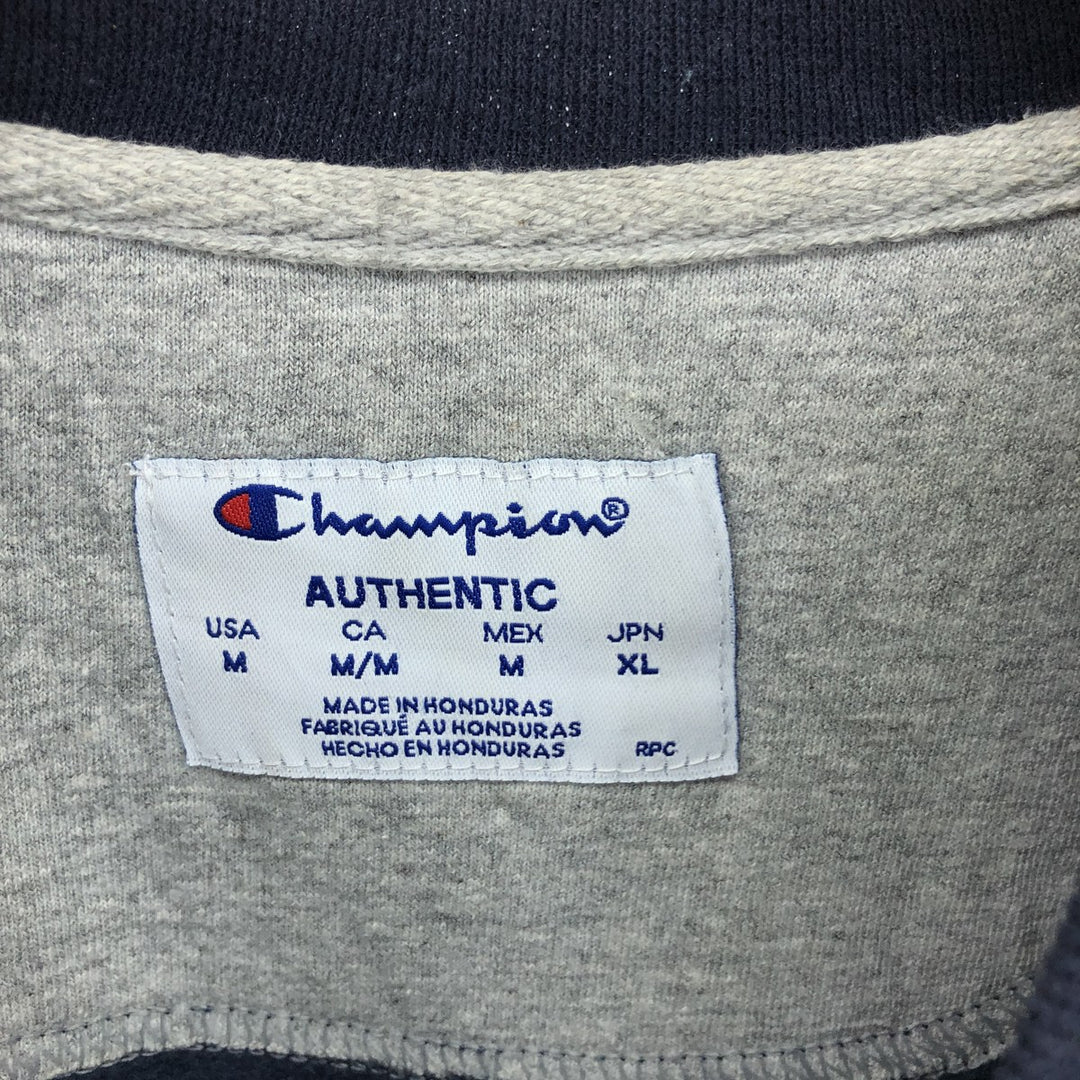 Champion®
AUTHENTIC
USA CA MEX JPN
M M/M M XL
MADE IN HONDURAS
FABRIQUÉ AU HONDURAS
HECHO EN HONDURAS RPC